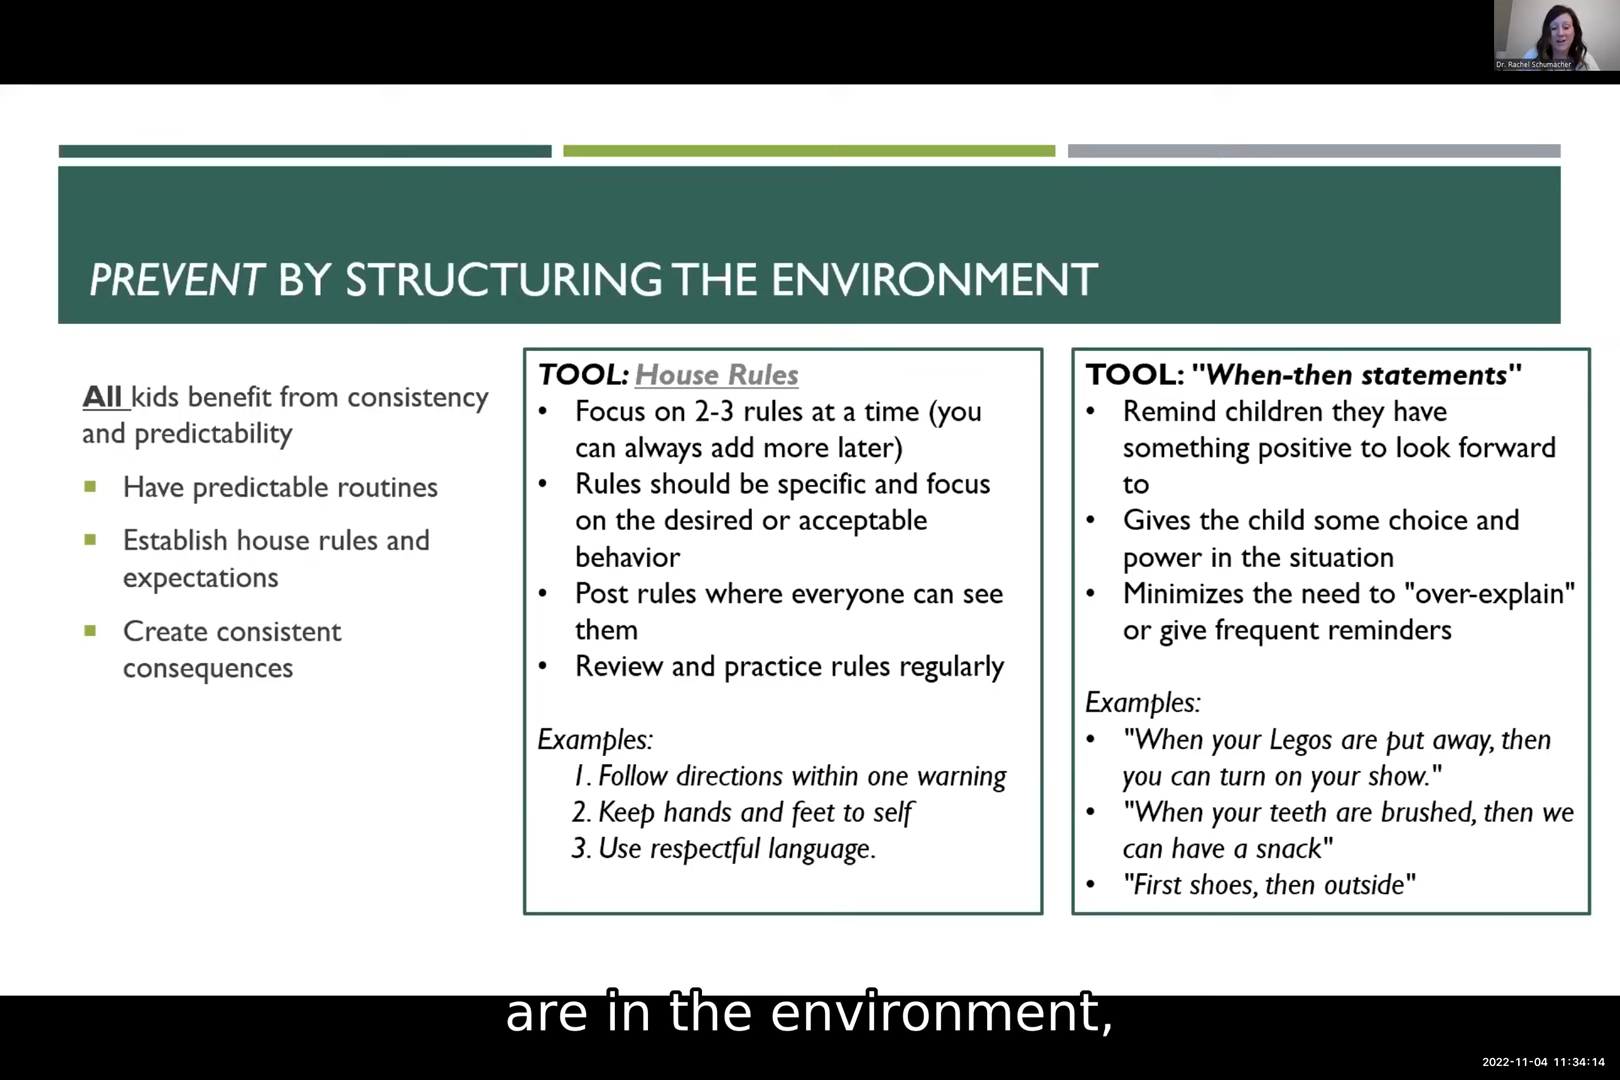 Dr. Rachel Schumacher
PREVENT BY STRUCTURING THE ENVIRONMENT
All kids benefit from consistency
and predictability
■ Have predictable routines
■ Establish house rules and
expectations
■ Create consistent
consequences
TOOL: House Rules
• Focus on 2-3 rules at a time (you
can always add more later)
• Rules should be specific and focus
on the desired or acceptable
behavior
• Post rules where everyone can see
them
• Review and practice rules regularly
Examples:
1. Follow directions within one warning
2. Keep hands and feet to self
3. Use respectful language.
TOOL: "When-then statements"
• Remind children they have
something positive to look forward
to
• Gives the child some choice and
power in the situation
• Minimizes the need to "over-explain"
or give frequent reminders
Examples:
• "When your Legos are put away, then
you can turn on your show."
• "When your teeth are brushed, then we
can have a snack"
• "First shoes, then outside"
are in the environment,
2022-11-04 11:34:14